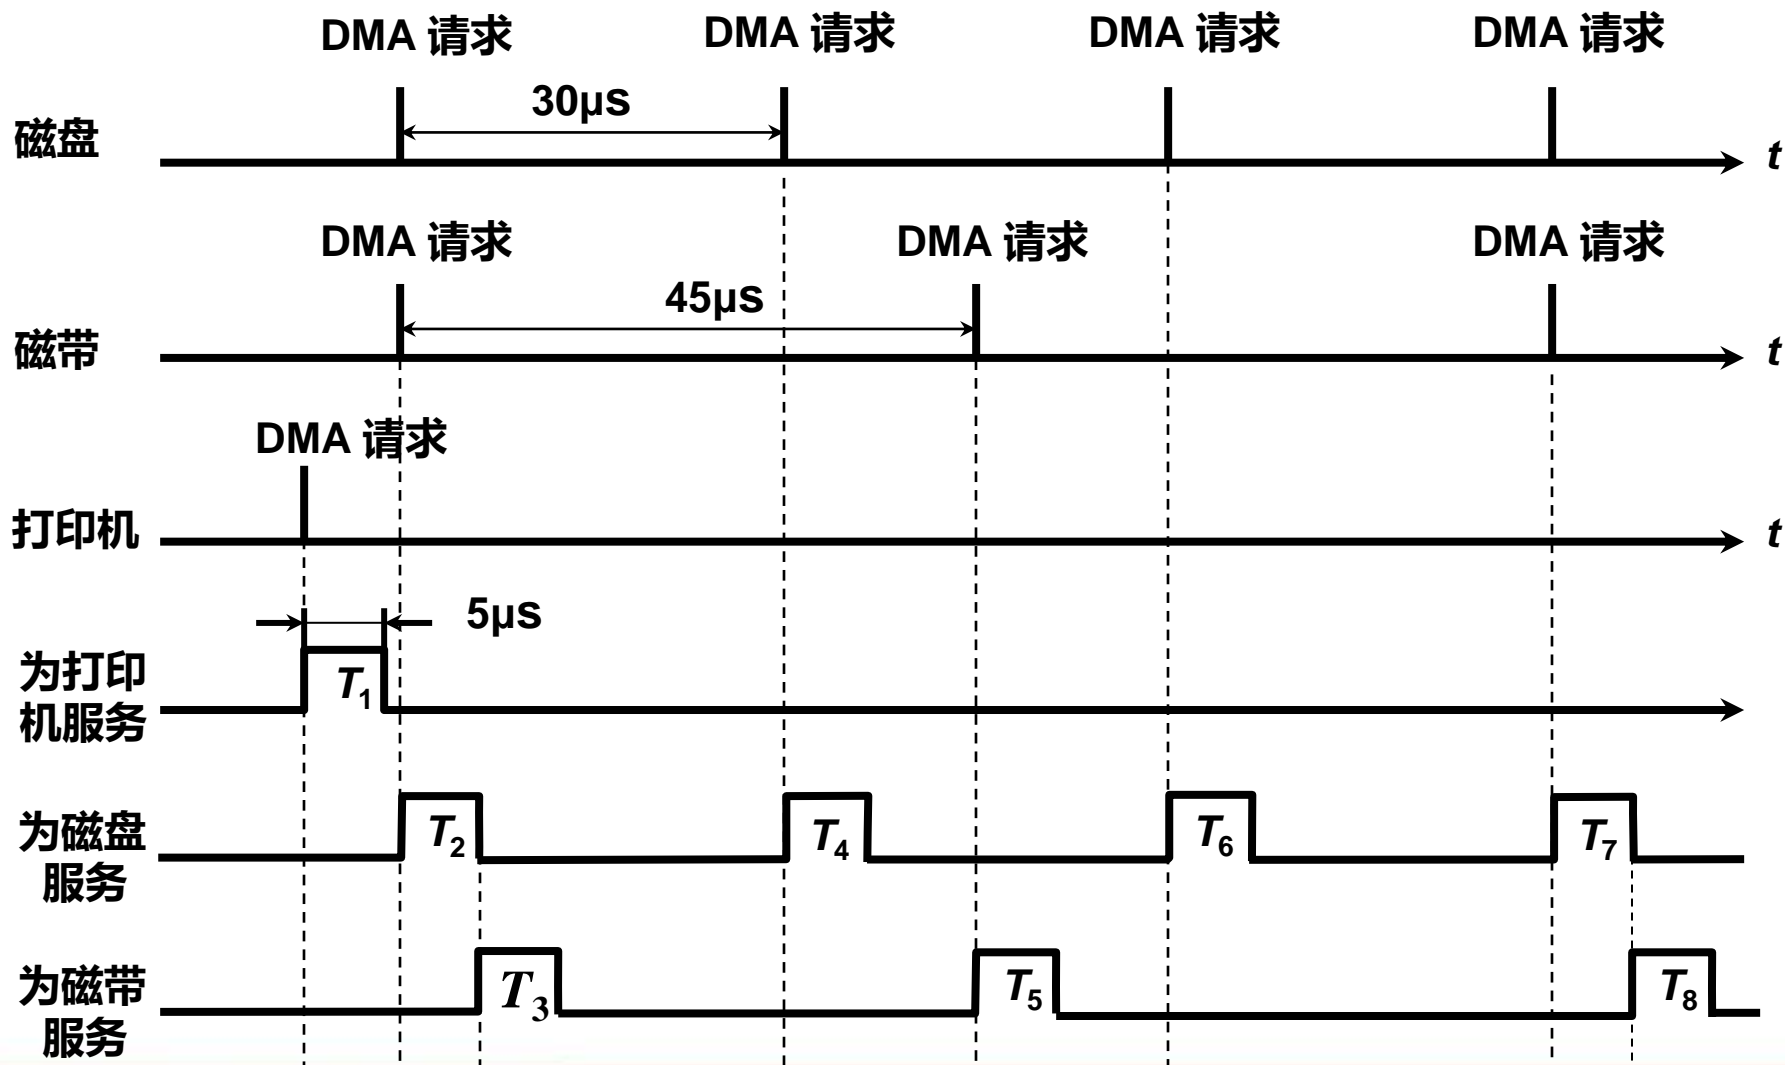 DMA 请求 DMA 请求 DMA 请求 DMA 请求
30μs
磁盘
t
DMA 请求 DMA 请求 DMA 请求
45μs
磁带
t
DMA 请求
打印机
t
5μs
为打印
机服务
T1
为磁盘
服务
T2 T4 T6 T7
为磁带
服务
T3 T5 T8